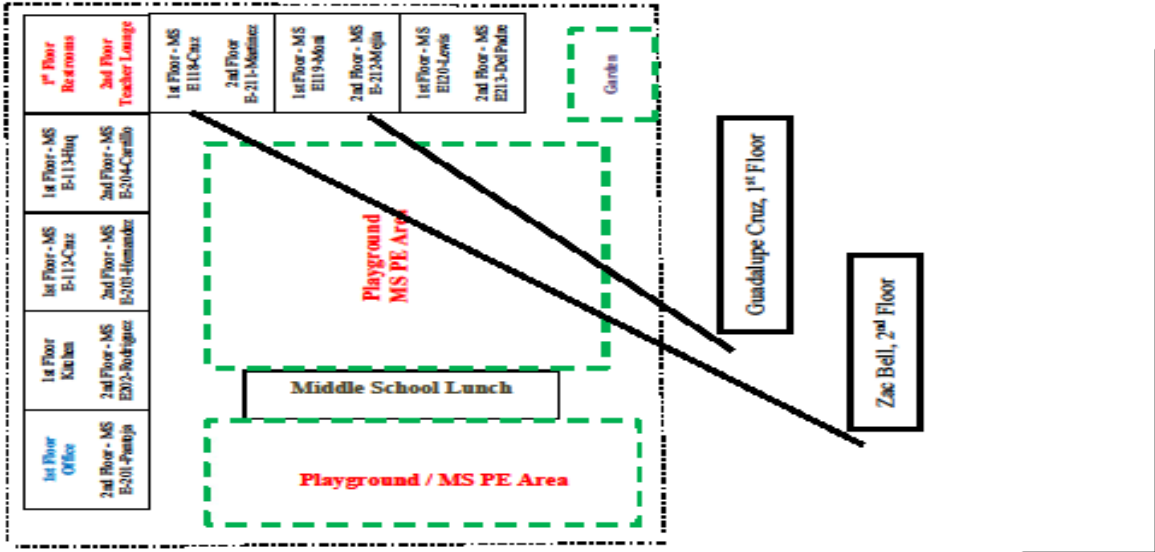 1st Floor
Restrooms
2nd Floor
Teacher Lounge
1st Floor - MS
E118-Cruz
2nd Floor
E-211-Martinez
1st Floor - MS
E119-Moni
2nd Floor - MS
E-212-Mejia
1st Floor - MS
E120-Lewis
2nd Floor - MS
E213-Del Padre
Garden
1st Floor - MS
E-113-Huq
2nd Floor - MS
E-204-Carrillo
1st Floor - MS
E-112-Cruz
2nd Floor - MS
E-203-Hernandez
1st Floor
Kitchen
2nd Floor - MS
E202-Rodriguez
1st Floor
Office
2nd Floor - MS
E-201-Pantoja
Playground
MS PE Area
Middle School Lunch
Playground / MS PE Area
Guadalupe Cruz, 1st Floor
Zac Bell, 2nd Floor